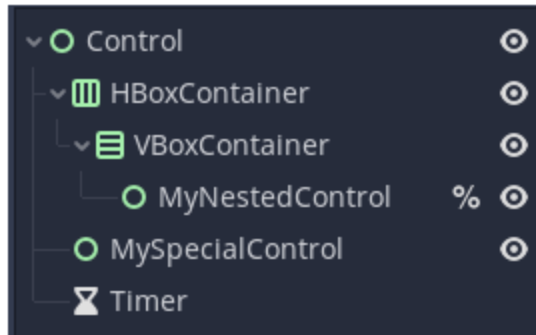 Control
HBoxContainer
VBoxContainer
MyNestedControl %
MySpecialControl
Timer